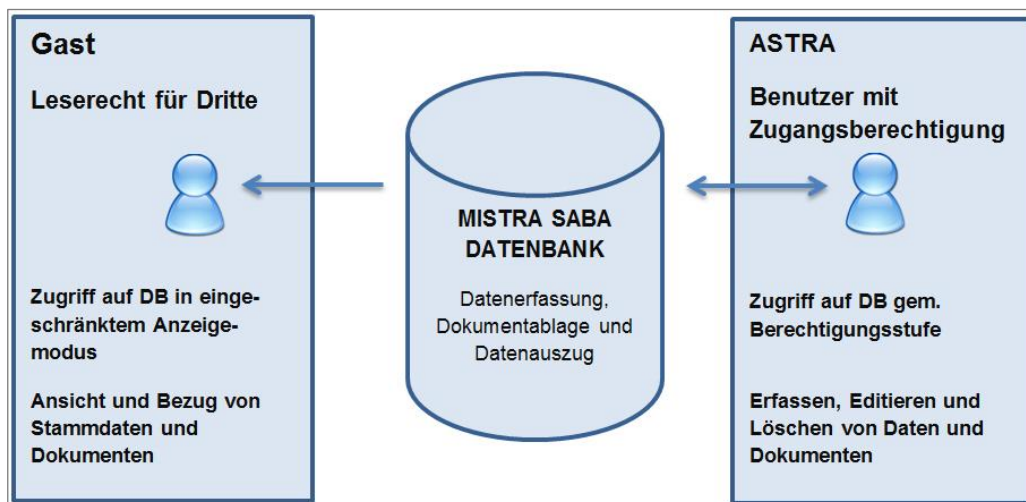 Gast
Leserecht für Dritte
Zugriff auf DB in einge-
schränktem Anzeige-
modus
Ansicht und Bezug von
Stammdaten und
Dokumenten
MISTRA SABA
DATENBANK
Datenerfassung,
Dokumentablage und
Datenauszug
ASTRA
Benutzer mit
Zugangsberechtigung
Zugriff auf DB gem.
Berechtigungsstufe
Erfassen, Editieren und
Löschen von Daten und
Dokumenten